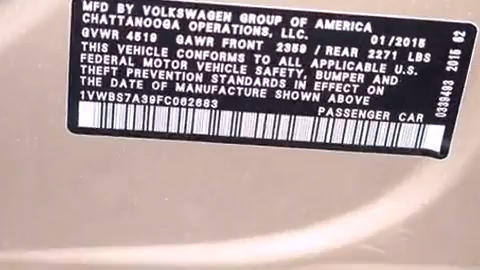 MFD BY VOLKSWAGEN GROUP OF AMERICA
CHATTANOOGA OPERATIONS, LLC. 01/2015
GVWR 4519 GAWR FRONT 2359 / REAR 2271 LBS
THIS VEHICLE CONFORMS TO ALL APPLICABLE U.S.
FEDERAL MOTOR VEHICLE SAFETY, BUMPER AND
THEFT PREVENTION STANDARDS IN EFFECT ON
THE DATE OF MANUFACTURE SHOWN ABOVE
1VWBS7A39FC062683 PASSENGER CAR
0339493 2015 62